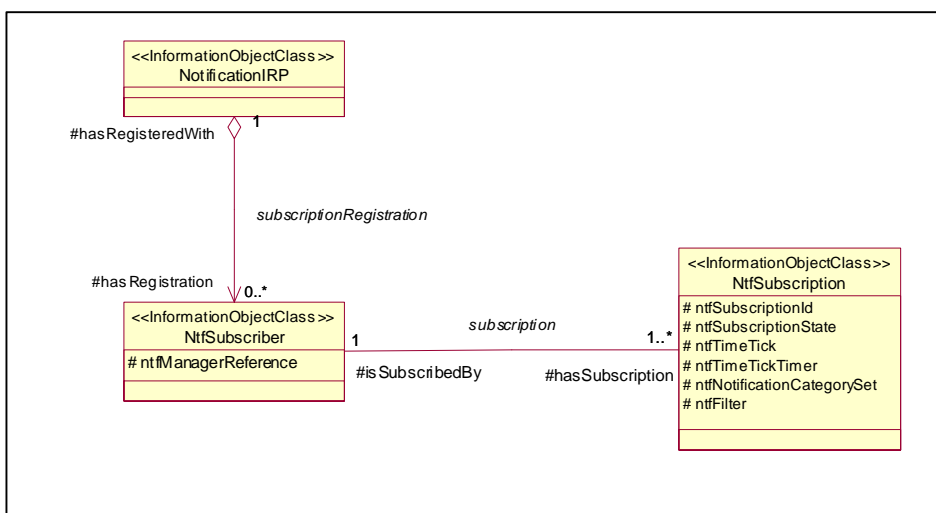 <<InformationObjectClass>>
NotificationIRP
1
#hasRegisteredWith
subscriptionRegistration
#hasRegistration
0..*
<<InformationObjectClass>>
NtfSubscriber
# ntfManagerReference
1
#isSubscribedBy
subscription
1..*
#hasSubscription
<<InformationObjectClass>>
NtfSubscription
# ntfSubscriptionId
# ntfSubscriptionState
# ntfTimeTick
# ntfTimeTickTimer
# ntfNotificationCategorySet
# ntfFilter